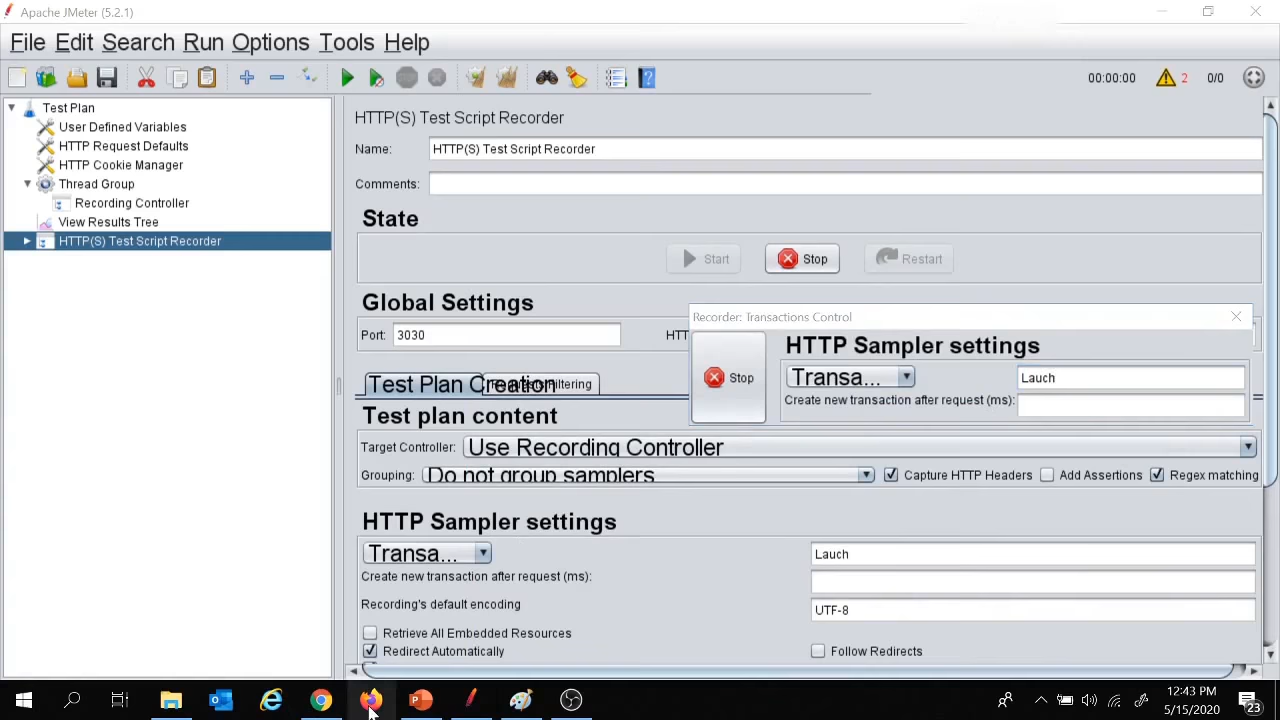 Apache JMeter (5.2.1)
File Edit Search Run Options Tools Help
00:00:00 2 0/0
Test Plan
User Defined Variables
HTTP Request Defaults
HTTP Cookie Manager
Thread Group
Recording Controller
View Results Tree
HTTP(S) Test Script Recorder
HTTP(S) Test Script Recorder
Name: HTTP(S) Test Script Recorder
Comments:
State
Start Stop Restart
Global Settings
Port: 3030 HTT
Recorder: Transactions Control
Stop
HTTP Sampler settings
Transa... Lauch
Create new transaction after request (ms):
Test Plan Creation Filtering
Test plan content
Target Controller: Use Recording Controller
Grouping: Do not group samplers Capture HTTP Headers Add Assertions Regex matching
HTTP Sampler settings
Transa... Lauch
Create new transaction after request (ms):
Recording's default encoding UTF-8
Retrieve All Embedded Resources
Redirect Automatically Follow Redirects
12:43 PM
5/15/2020
23